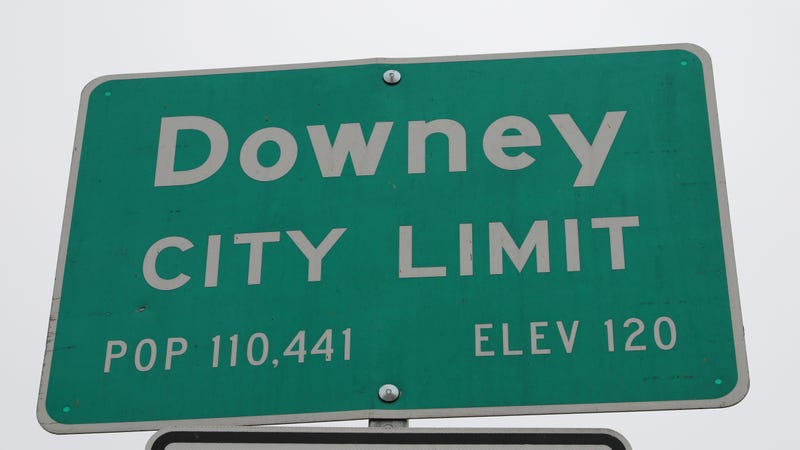 Downey
CITY LIMIT
POP 110,441 ELEV 120